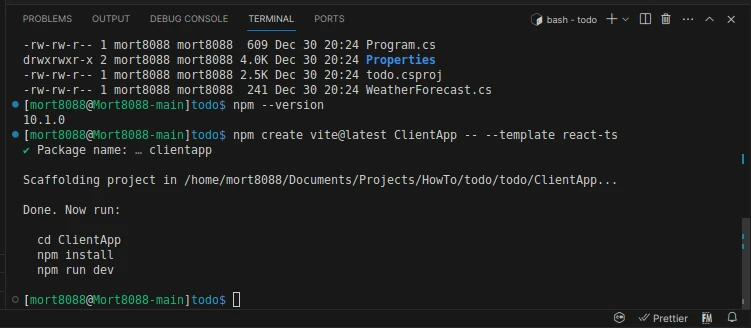 PROBLEMS OUTPUT DEBUG CONSOLE TERMINAL PORTS bash - todo
-rw-rw-r-- 1 mort8088 mort8088  609 Dec 30 20:24 Program.cs
drwxrwxr-x 2 mort8088 mort8088 4.0K Dec 30 20:24 Properties
-rw-rw-r-- 1 mort8088 mort8088 2.5K Dec 30 20:24 todo.csproj
-rw-rw-r-- 1 mort8088 mort8088  241 Dec 30 20:24 WeatherForecast.cs
[mort8088@Mort8088-main]todo$ npm --version
10.1.0
[mort8088@Mort8088-main]todo$ npm create vite@latest ClientApp -- --template react-ts
✔ Package name: … clientapp
Scaffolding project in /home/mort8088/Documents/Projects/HowTo/todo/todo/ClientApp...
Done. Now run:
cd ClientApp
npm install
npm run dev
[mort8088@Mort8088-main]todo$
Prettier FM